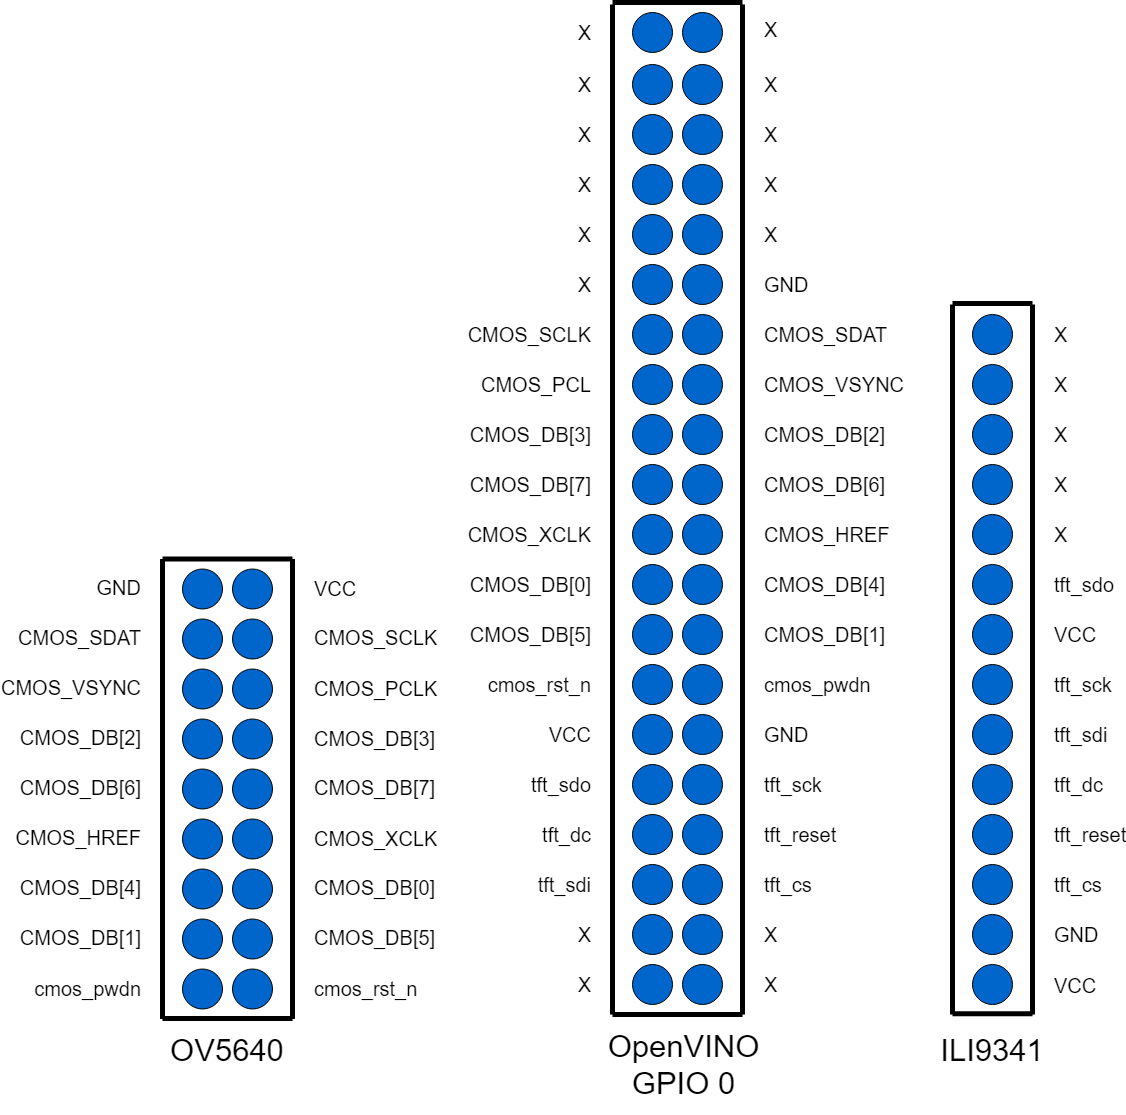 X X
X X
X X
X X
X X
X GND
CMOS_SCLK CMOS_SDAT X
CMOS_PCL CMOS_VSYNC X
CMOS_DB[3] CMOS_DB[2] X
CMOS_DB[7] CMOS_DB[6] X
CMOS_XCLK CMOS_HREF X
CMOS_DB[0] CMOS_DB[4] tft_sdo
GND VCC
CMOS_DB[5] CMOS_DB[1] VCC
CMOS_SDAT CMOS_SCLK
cmos_rst_n cmos_pwdn tft_sck
CMOS_VSYNC CMOS_PCLK
VCC GND tft_sdi
CMOS_DB[2] CMOS_DB[3]
tft_sdo tft_sck tft_dc
CMOS_DB[6] CMOS_DB[7]
tft_dc tft_reset tft_reset
CMOS_HREF CMOS_XCLK
tft_sdi tft_cs tft_cs
CMOS_DB[4] CMOS_DB[0]
X X GND
CMOS_DB[1] CMOS_DB[5]
X X VCC
cmos_pwdn cmos_rst_n
OV5640 OpenVINO ILI9341
GPIO 0